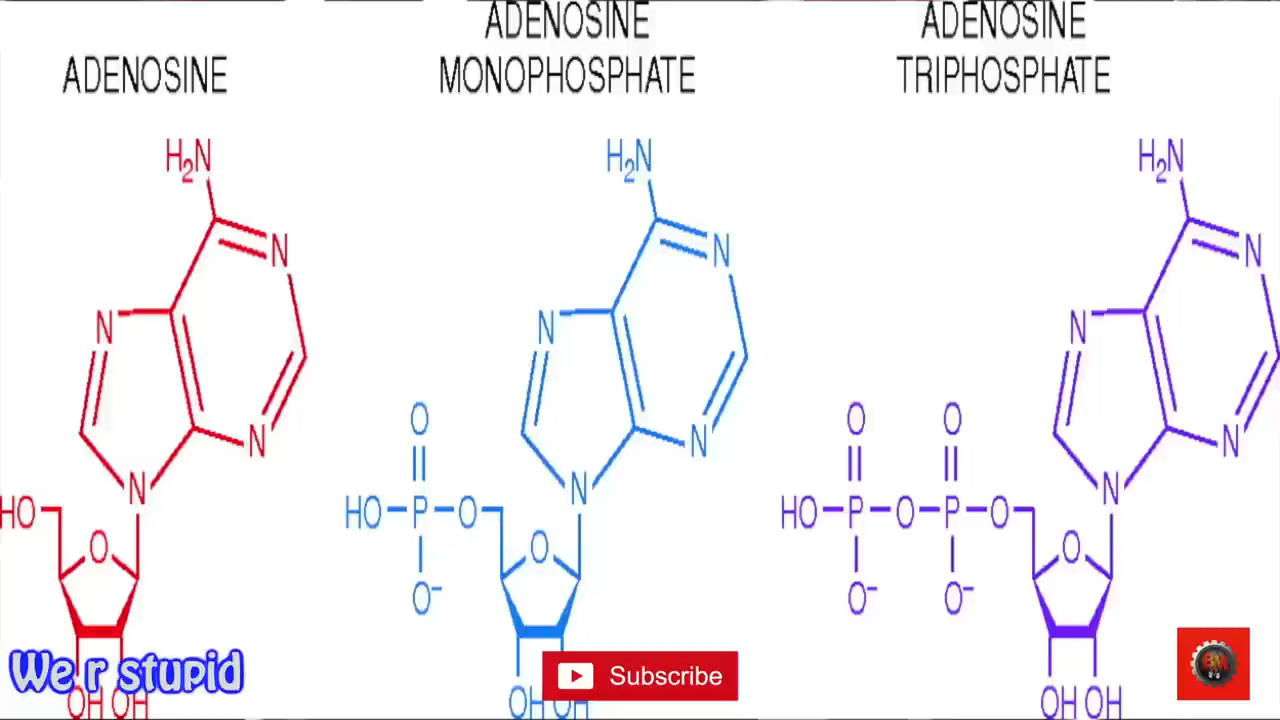 ADENOSINE
ADENOSINE
MONOPHOSPHATE
ADENOSINE
TRIPHOSPHATE
H₂N
N
N
N
N
HO
O
OH OH
H₂N
N
N
N
N
O
HO P O
O⁻
O
OH OH
H₂N
N
N
N
N
O O
HO P O P O
O⁻ O⁻
O
OH OH
We r stupid
Subscribe